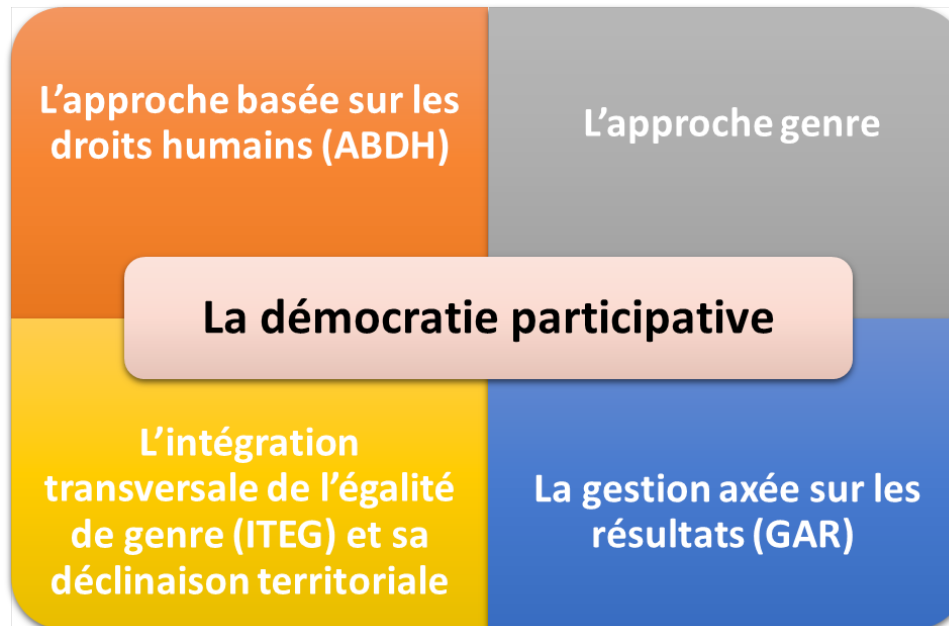 L’approche basée sur les
droits humains (ABDH)
L’approche genre
La démocratie participative
L’intégration
transversale de l’égalité
de genre (ITEG) et sa
déclinaison territoriale
La gestion axée sur les
résultats (GAR)